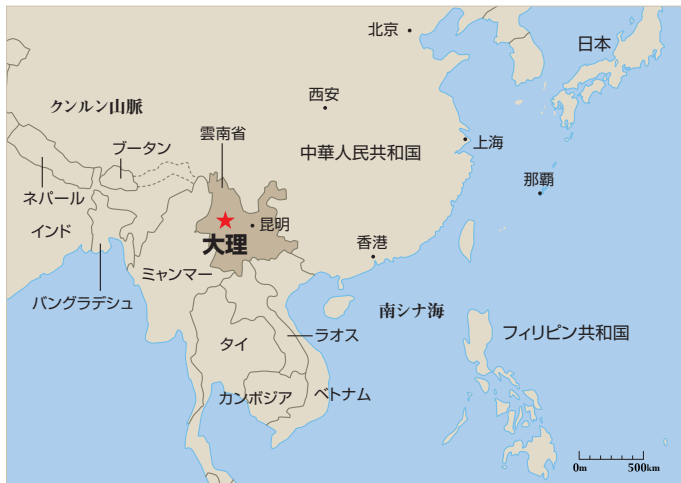 北京
日本
クンルン山脈
西安
雲南省
ブータン
中華人民共和国
上海
那覇
ネパール
インド
昆明
大理
香港
ミャンマー
バングラデシュ
南シナ海
ラオス
フィリピン共和国
タイ
カンボジア
ベトナム
0m
500km